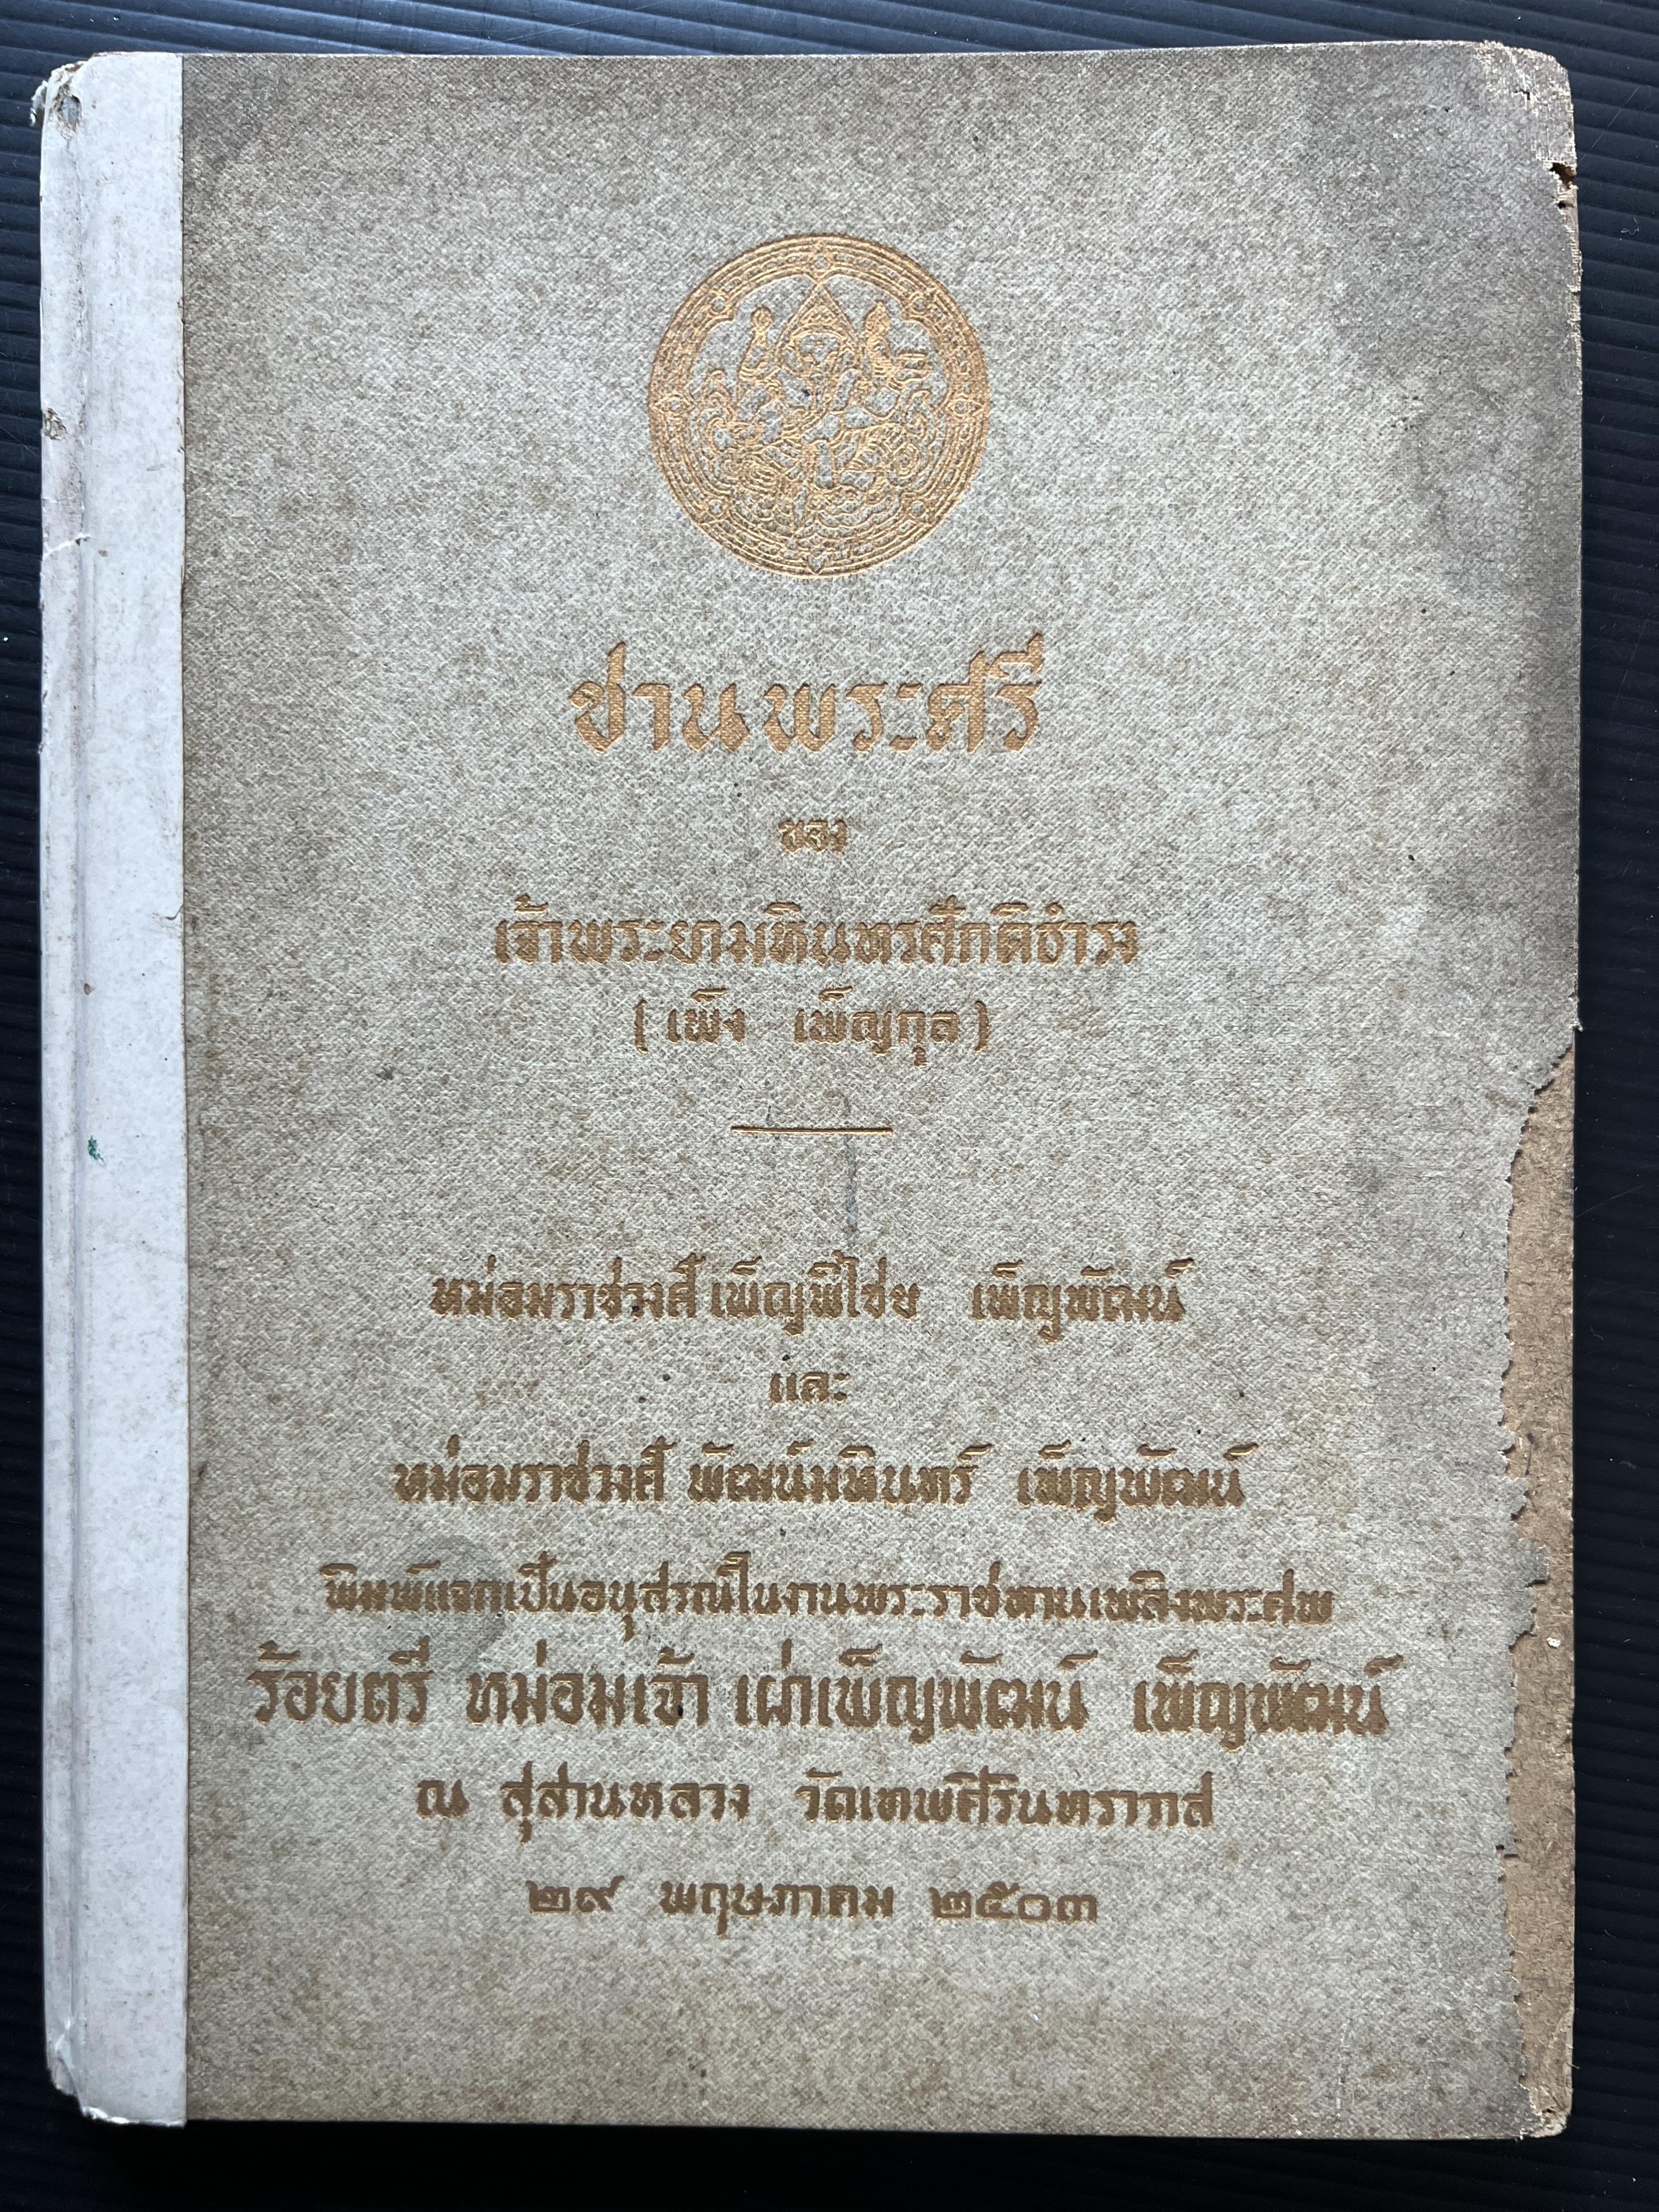 ชานพระศรี
ของ
เจ้าพระยามหินทรศักดิธำรง
(เพ็ง เพ็ญกุล)
หม่อมราชวงศ์ เพ็ญพิไชย เพ็ญพัฒน์
และ
หม่อมราชวงศ์ พัฒน์มหินทร์ เพ็ญพัฒน์
พิมพ์แจกเป็นอนุสรณ์ในงานพระราชทานเพลิงพระศพ
ร้อยตรี หม่อมเจ้า เผ่าเพ็ญพัฒน์ เพ็ญพัฒน์
ณ สุสานหลวง วัดเทพศิรินทราวาส
๒๙ พฤษภาคม ๒๕๐๓